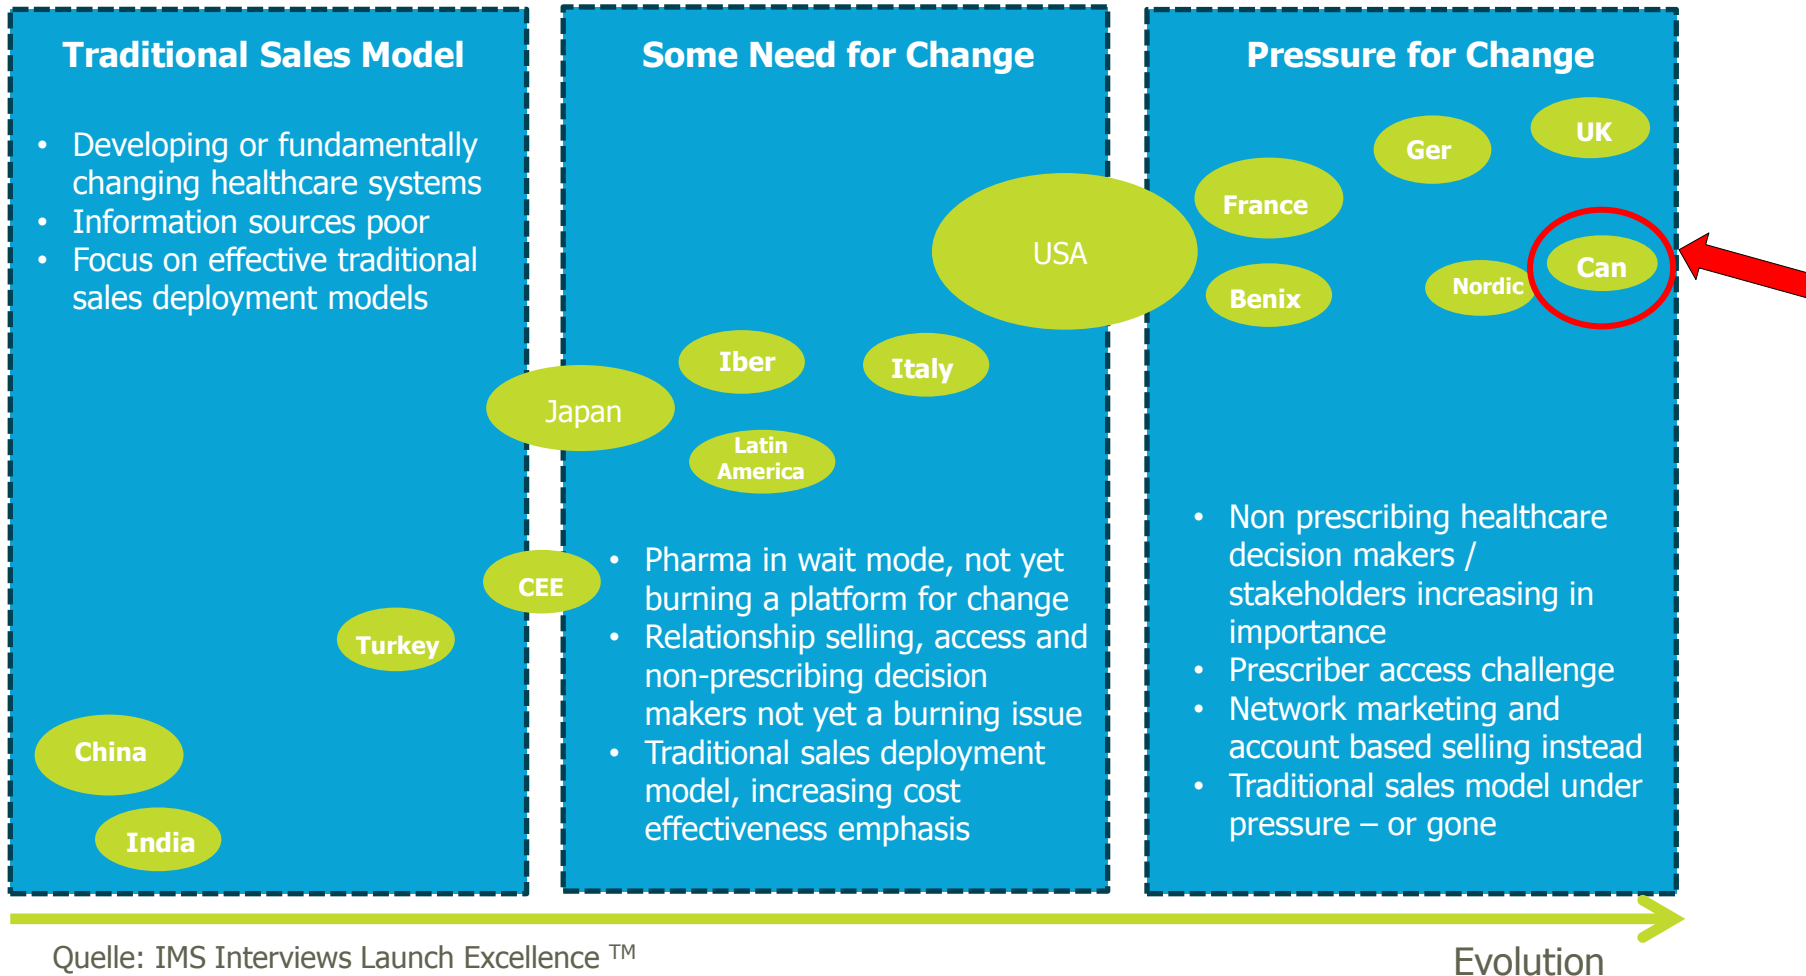 Traditional Sales Model
• Developing or fundamentally
changing healthcare systems
• Information sources poor
• Focus on effective traditional
sales deployment models
Some Need for Change
Pressure for Change
UK
Ger
France
USA
Can
Nordic
Benix
Iber
Italy
Japan
Latin
America
CEE
Turkey
China
India
• Pharma in wait mode, not yet
burning a platform for change
• Relationship selling, access and
non-prescribing decision
makers not yet a burning issue
• Traditional sales deployment
model, increasing cost
effectiveness emphasis
• Non prescribing healthcare
decision makers /
stakeholders increasing in
importance
• Prescriber access challenge
• Network marketing and
account based selling instead
• Traditional sales model under
pressure – or gone
Quelle: IMS Interviews Launch Excellence ™
Evolution